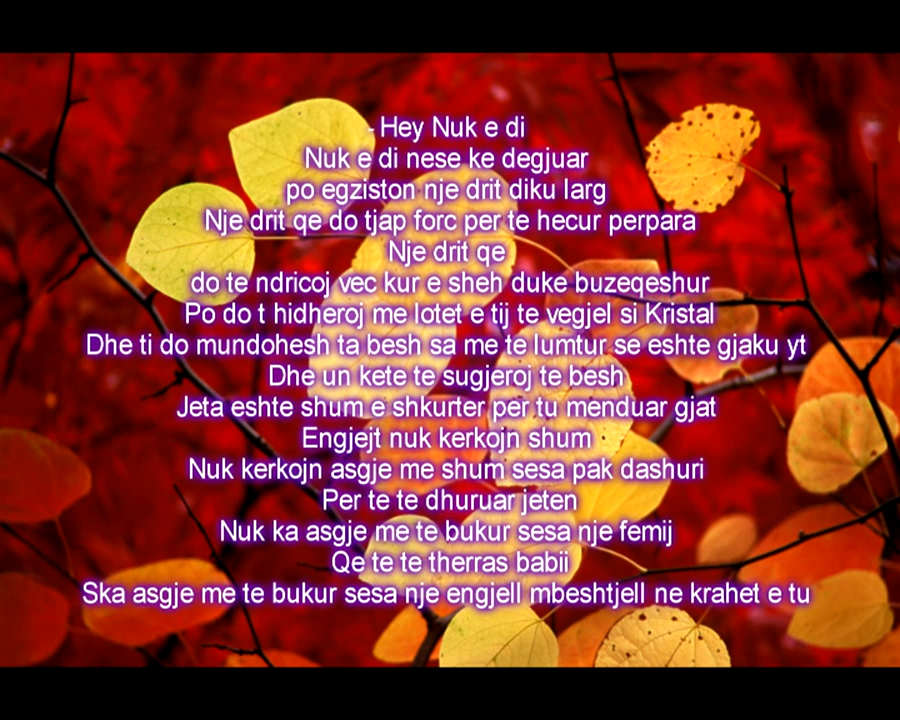 - Hey Nuk e di
Nuk e di nese ke degjuar
po egziston nje drit diku larg
Nje drit qe do tjap forc per te hecur perpara
Nje drit qe
do te ndricoj vec kur e sheh duke buzeqeshur
Po do t hidheroj me lotet e tij te vegjel si Kristal
Dhe ti do mundohesh ta besh sa me te lumtur se eshte gjaku yt
Dhe un kete te sugjeroj te besh
Jeta eshte shum e shkurter per tu menduar gjat
Engjejt nuk kerkojn shum
Nuk kerkojn asgje me shum sesa pak dashuri
Per te te dhuruar jeten
Nuk ka asgje me te bukur sesa nje femij
Qe te te therras babii
Ska asgje me te bukur sesa nje engjell mbeshtjell ne krahet e tu